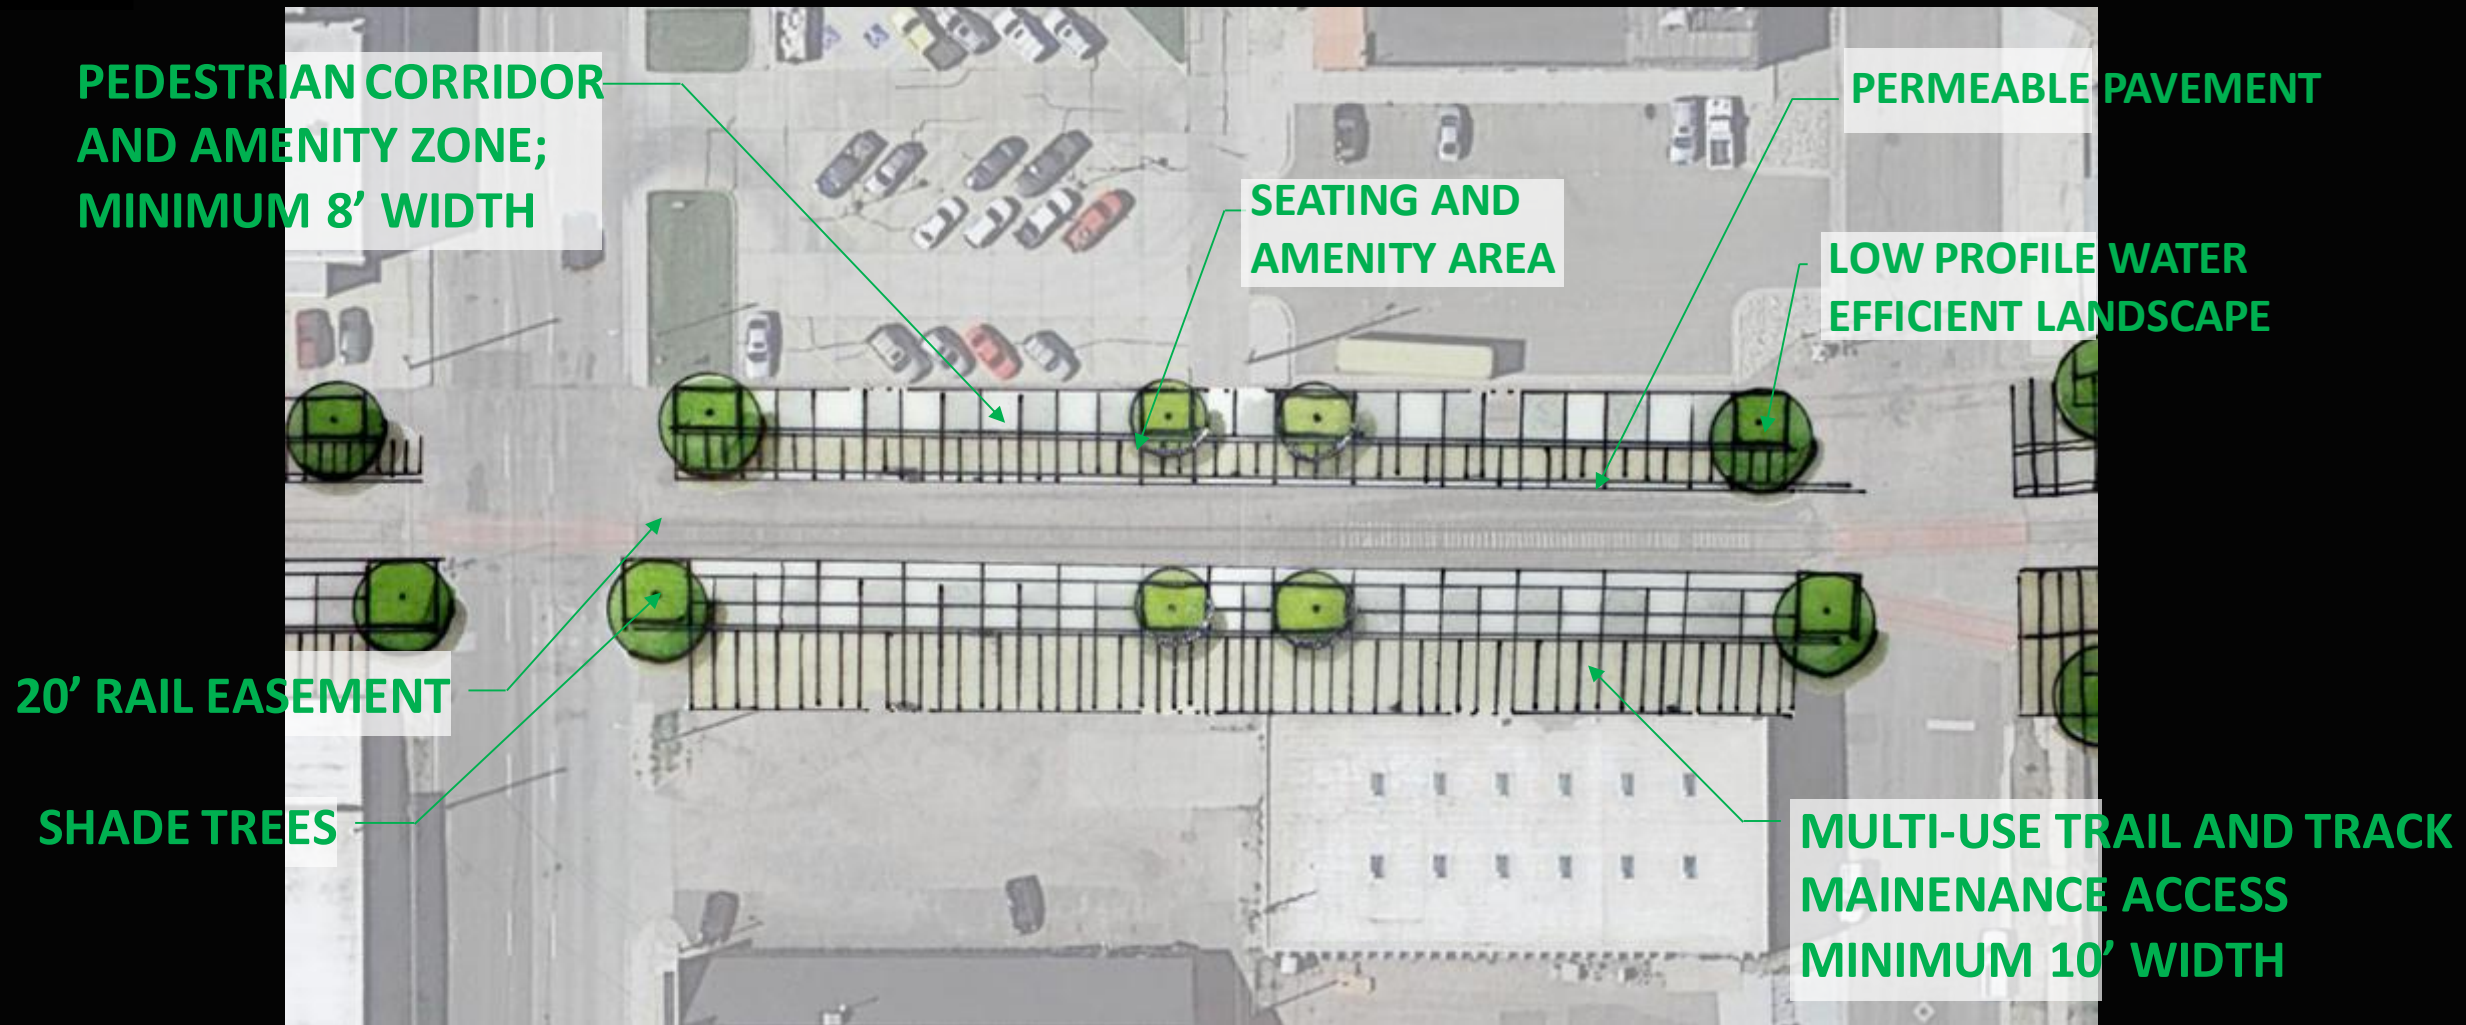 PEDESTRIAN CORRIDOR
AND AMENITY ZONE;
MINIMUM 8’ WIDTH
PERMEABLE PAVEMENT
SEATING AND
AMENITY AREA
LOW PROFILE WATER
EFFICIENT LANDSCAPE
20’ RAIL EASEMENT
SHADE TREES
MULTI-USE TRAIL AND TRACK
MAINENANCE ACCESS
MINIMUM 10’ WIDTH